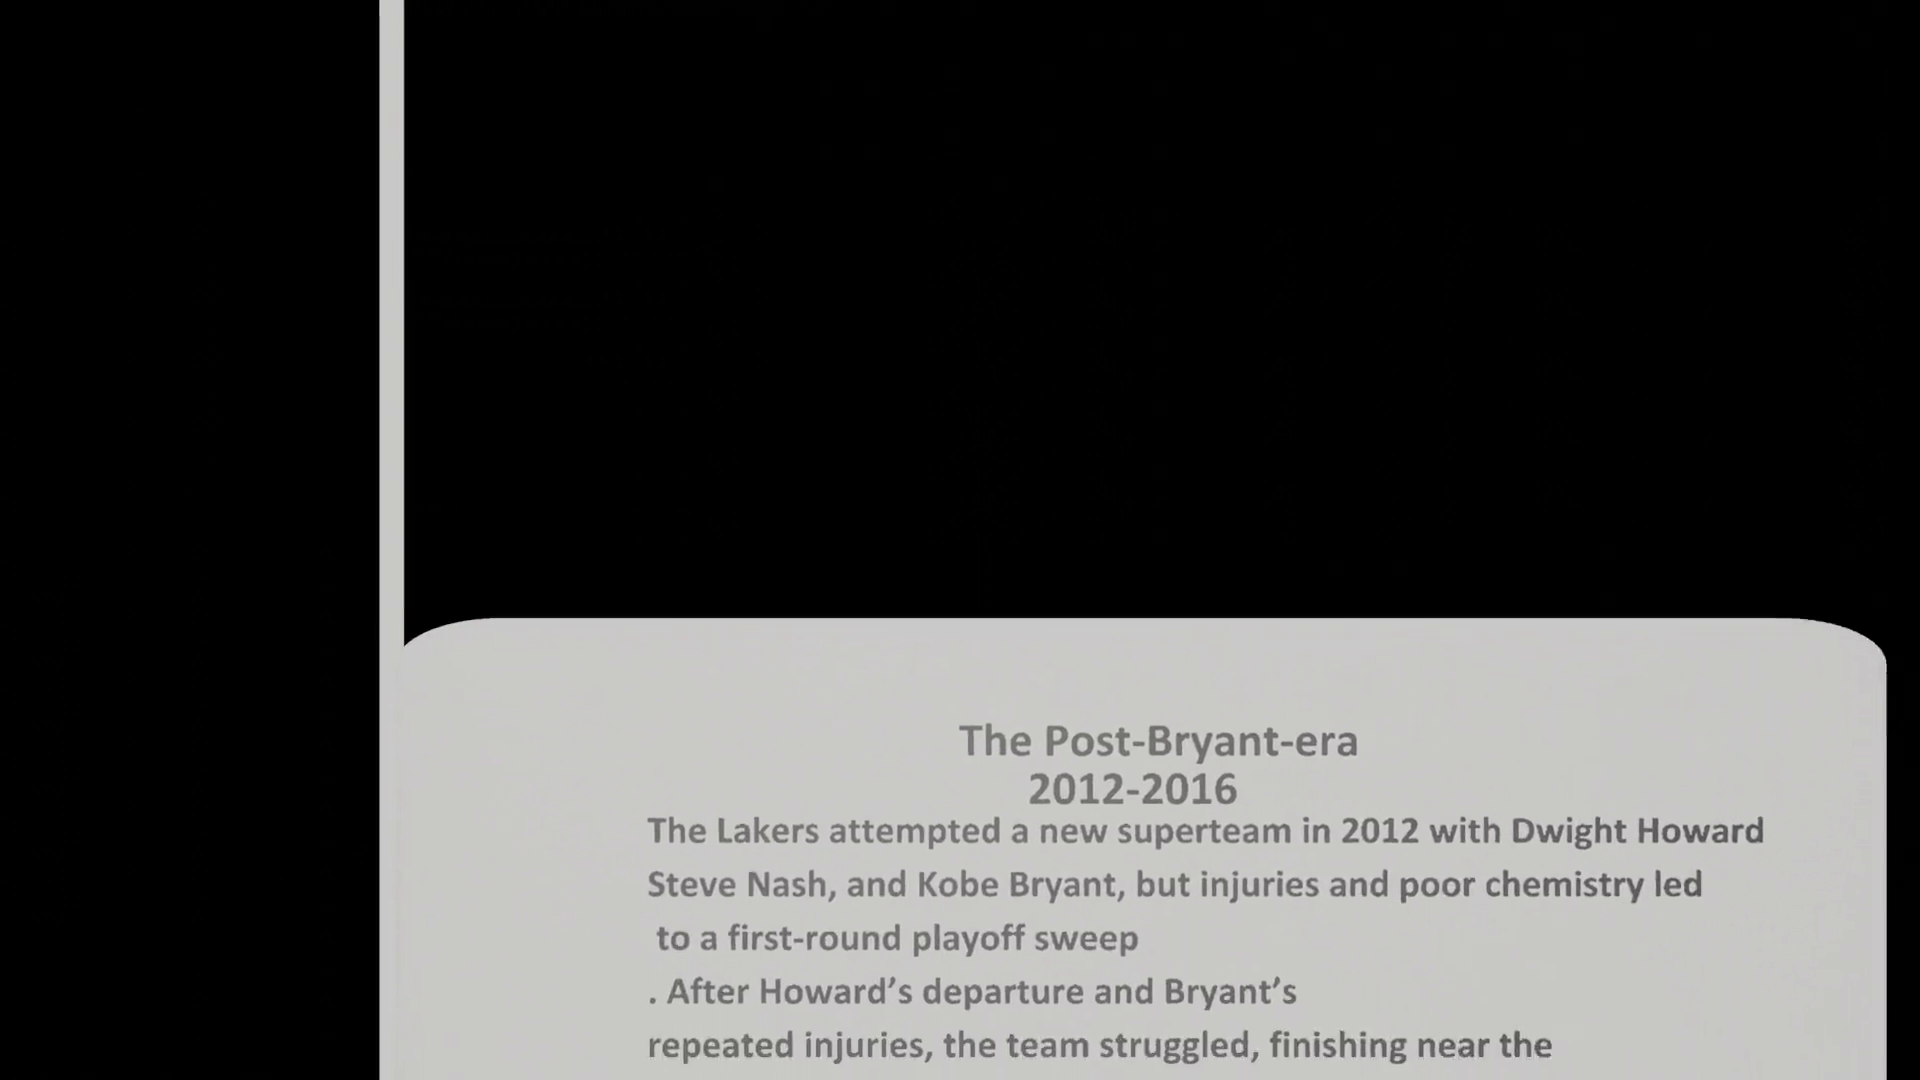 The Post-Bryant-era
2012-2016
The Lakers attempted a new superteam in 2012 with Dwight Howard
Steve Nash, and Kobe Bryant, but injuries and poor chemistry led
to a first-round playoff sweep
. After Howard’s departure and Bryant’s
repeated injuries, the team struggled, finishing near the